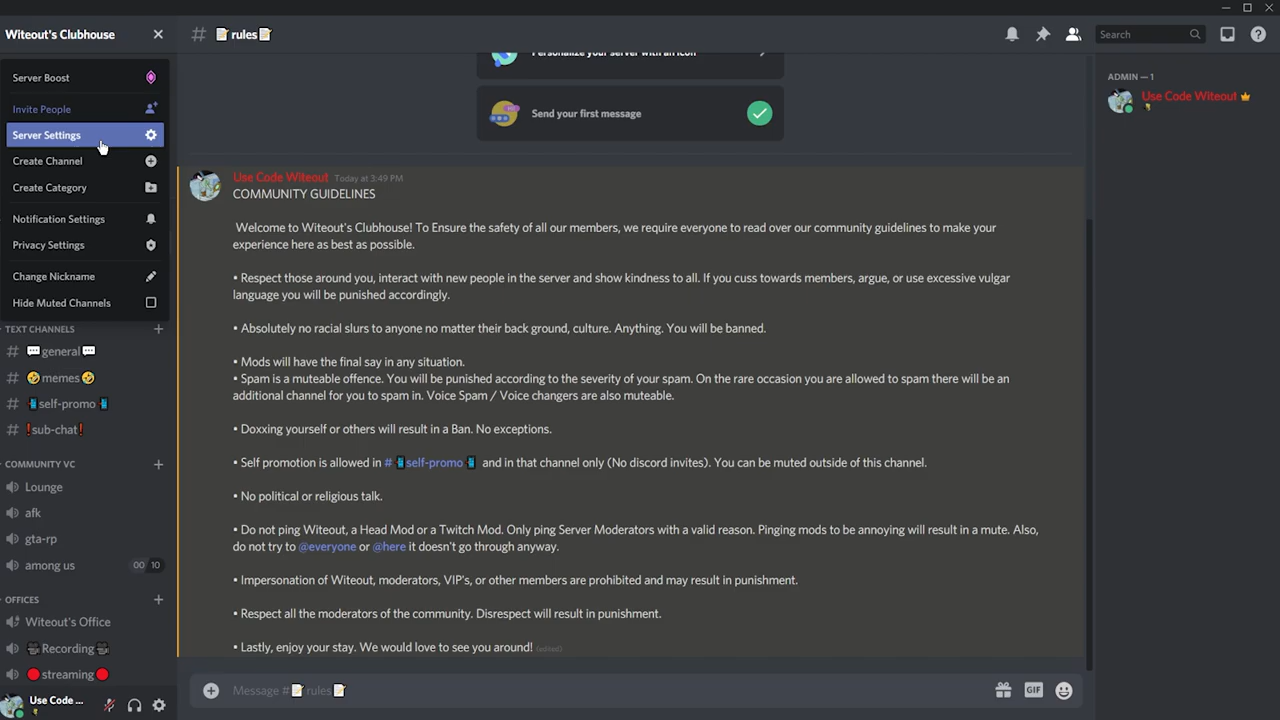 Witeout's Clubhouse
Server Boost
Invite People
Server Settings
Create Channel
Create Category
Notification Settings
Privacy Settings
Change Nickname
Hide Muted Channels
TEXT CHANNELS
# 💬general💬
# 🤣memes🤣
# 📱self-promo📱
# ❗sub-chat❗
COMMUNITY VC
Lounge
afk
gta-rp
among us 00 10
OFFICES
Witeout's Office
🎥Recording🎥
🔴streaming🔴
Use Code ...
# 📝rules📝
Search
Personalize your server with an icon
Send your first message
Use Code Witeout Today at 3:49 PM
COMMUNITY GUIDELINES
Welcome to Witeout's Clubhouse! To Ensure the safety of all our members, we require everyone to read over our community guidelines to make your
experience here as best as possible.
• Respect those around you, interact with new people in the server and show kindness to all. If you cuss towards members, argue, or use excessive vulgar
language you will be punished accordingly.
• Absolutely no racial slurs to anyone no matter their back ground, culture. Anything. You will be banned.
• Mods will have the final say in any situation.
• Spam is a muteable offence. You will be punished according to the severity of your spam. On the rare occasion you are allowed to spam there will be an
additional channel for you to spam in. Voice Spam / Voice changers are also muteable.
• Doxxing yourself or others will result in a Ban. No exceptions.
• Self promotion is allowed in # 📱self-promo📱 and in that channel only (No discord invites). You can be muted outside of this channel.
• No political or religious talk.
• Do not ping Witeout, a Head Mod or a Twitch Mod. Only ping Server Moderators with a valid reason. Pinging mods to be annoying will result in a mute. Also,
do not try to @everyone or @here it doesn't go through anyway.
• Impersonation of Witeout, moderators, VIP's, or other members are prohibited and may result in punishment.
• Respect all the moderators of the community. Disrespect will result in punishment.
• Lastly, enjoy your stay. We would love to see you around! (edited)
Message #📝rules📝
GIF
ADMIN — 1
Use Code Witeout